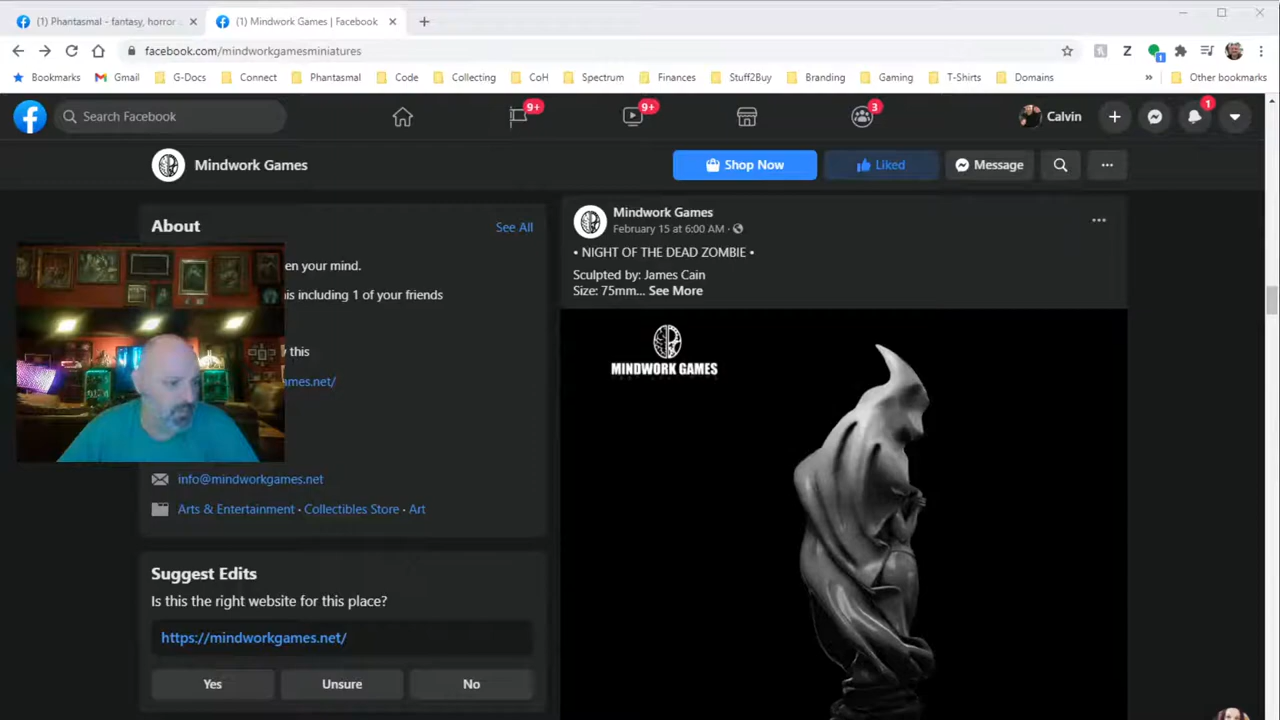 (1) Phantasmal - fantasy, horror
(1) Mindwork Games | Facebook
facebook.com/mindworkgamesminiatures
Z
1
Bookmarks
Gmail
G-Docs
Connect
Phantasmal
Code
Collecting
CoH
Spectrum
Finances
Stuff2Buy
Branding
Gaming
T-Shirts
Domains
»
Other bookmarks
Search Facebook
9+
9+
3
Calvin
1
Mindwork Games
Shop Now
Liked
Message
About
See All
en your mind.
his including 1 of your friends
y this
ames.net/
info@mindworkgames.net
Arts & Entertainment · Collectibles Store · Art
Suggest Edits
Is this the right website for this place?
https://mindworkgames.net/
Yes
Unsure
No
Mindwork Games
February 15 at 6:00 AM ·
• NIGHT OF THE DEAD ZOMBIE •
Sculpted by: James Cain
Size: 75mm... See More
MINDWORK GAMES